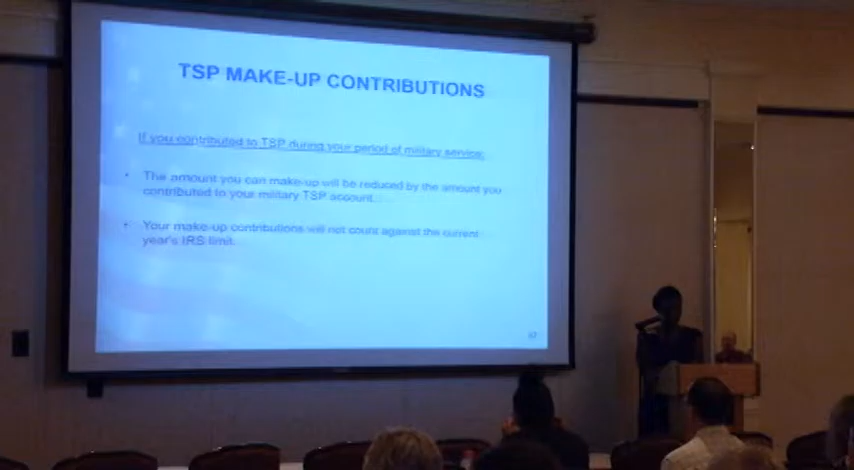 TSP MAKE-UP CONTRIBUTIONS
If you contributed to TSP during your period of military service:
• The amount you can make-up will be reduced by the amount you
contributed to your military TSP account...
• Your make-up contributions will not count against the current
year's IRS limit.